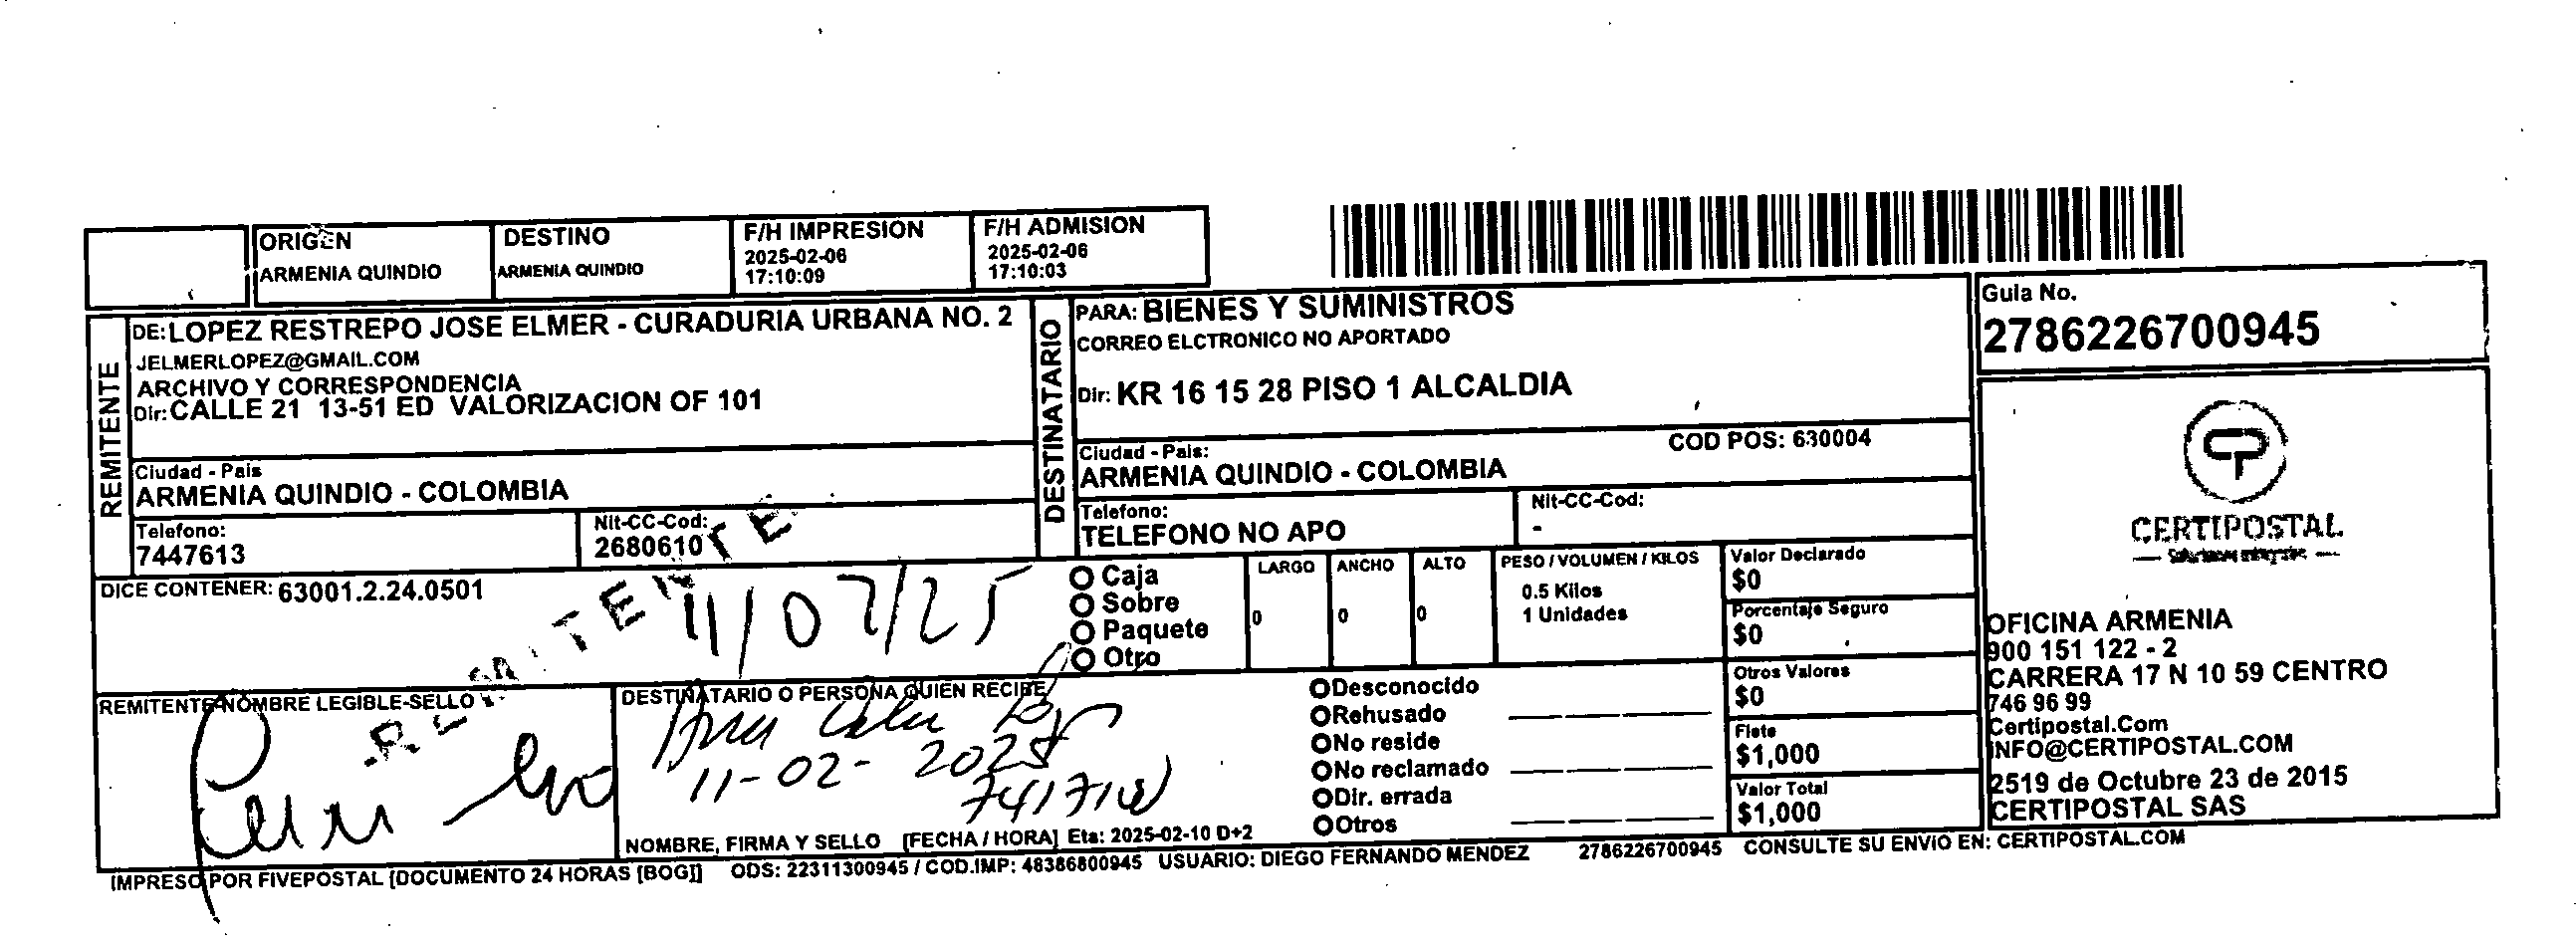 ORIGEN
ARMENIA QUINDIO
DESTINO
ARMENIA QUINDIO
F/H IMPRESION
2025-02-06
17:10:09
F/H ADMISION
2025-02-06
17:10:03
REMITENTE
DE: LOPEZ RESTREPO JOSE ELMER - CURADURIA URBANA NO. 2
JELMERLOPEZ@GMAIL.COM
ARCHIVO Y CORRESPONDENCIA
Dir: CALLE 21 13-51 ED VALORIZACION OF 101
Ciudad - Pais
ARMENIA QUINDIO - COLOMBIA
Telefono:
7447613
Nit-CC-Cod:
2680610
DESTINATARIO
PARA: BIENES Y SUMINISTROS
CORREO ELCTRONICO NO APORTADO
Dir: KR 16 15 28 PISO 1 ALCALDIA
COD POS: 630004
Ciudad - Pais:
ARMENIA QUINDIO - COLOMBIA
Telefono:
TELEFONO NO APO
Nit-CC-Cod:
-
Guia No.
2786226700945
DICE CONTENER: 63001.2.24.0501
REMITENTE
11/02/25
Caja
Sobre
Paquete
Otro
LARGO
0
ANCHO
0
ALTO
0
PESO / VOLUMEN / KILOS
0.5 Kilos
1 Unidades
Valor Declarado
$0
Porcentaje Seguro
$0
Otros Valores
$0
Flete
$1,000
Valor Total
$1,000
REMITENTE NOMBRE LEGIBLE-SELLO
DESTINATARIO O PERSONA QUIEN RECIBE
11-02-2025
NOMBRE, FIRMA Y SELLO [FECHA / HORA] Eta: 2025-02-10 D+2
Desconocido
Rehusado
No reside
No reclamado
Dir. errada
Otros
CERTIPOSTAL
OFICINA ARMENIA
900 151 122 - 2
CARRERA 17 N 10 59 CENTRO
746 96 99
Certipostal.Com
INFO@CERTIPOSTAL.COM
2519 de Octubre 23 de 2015
CERTIPOSTAL SAS
IMPRESO POR FIVEPOSTAL [DOCUMENTO 24 HORAS [BOG]] ODS: 22311300945 / COD.IMP: 48386800945 USUARIO: DIEGO FERNANDO MENDEZ 2786226700945 CONSULTE SU ENVIO EN: CERTIPOSTAL.COM